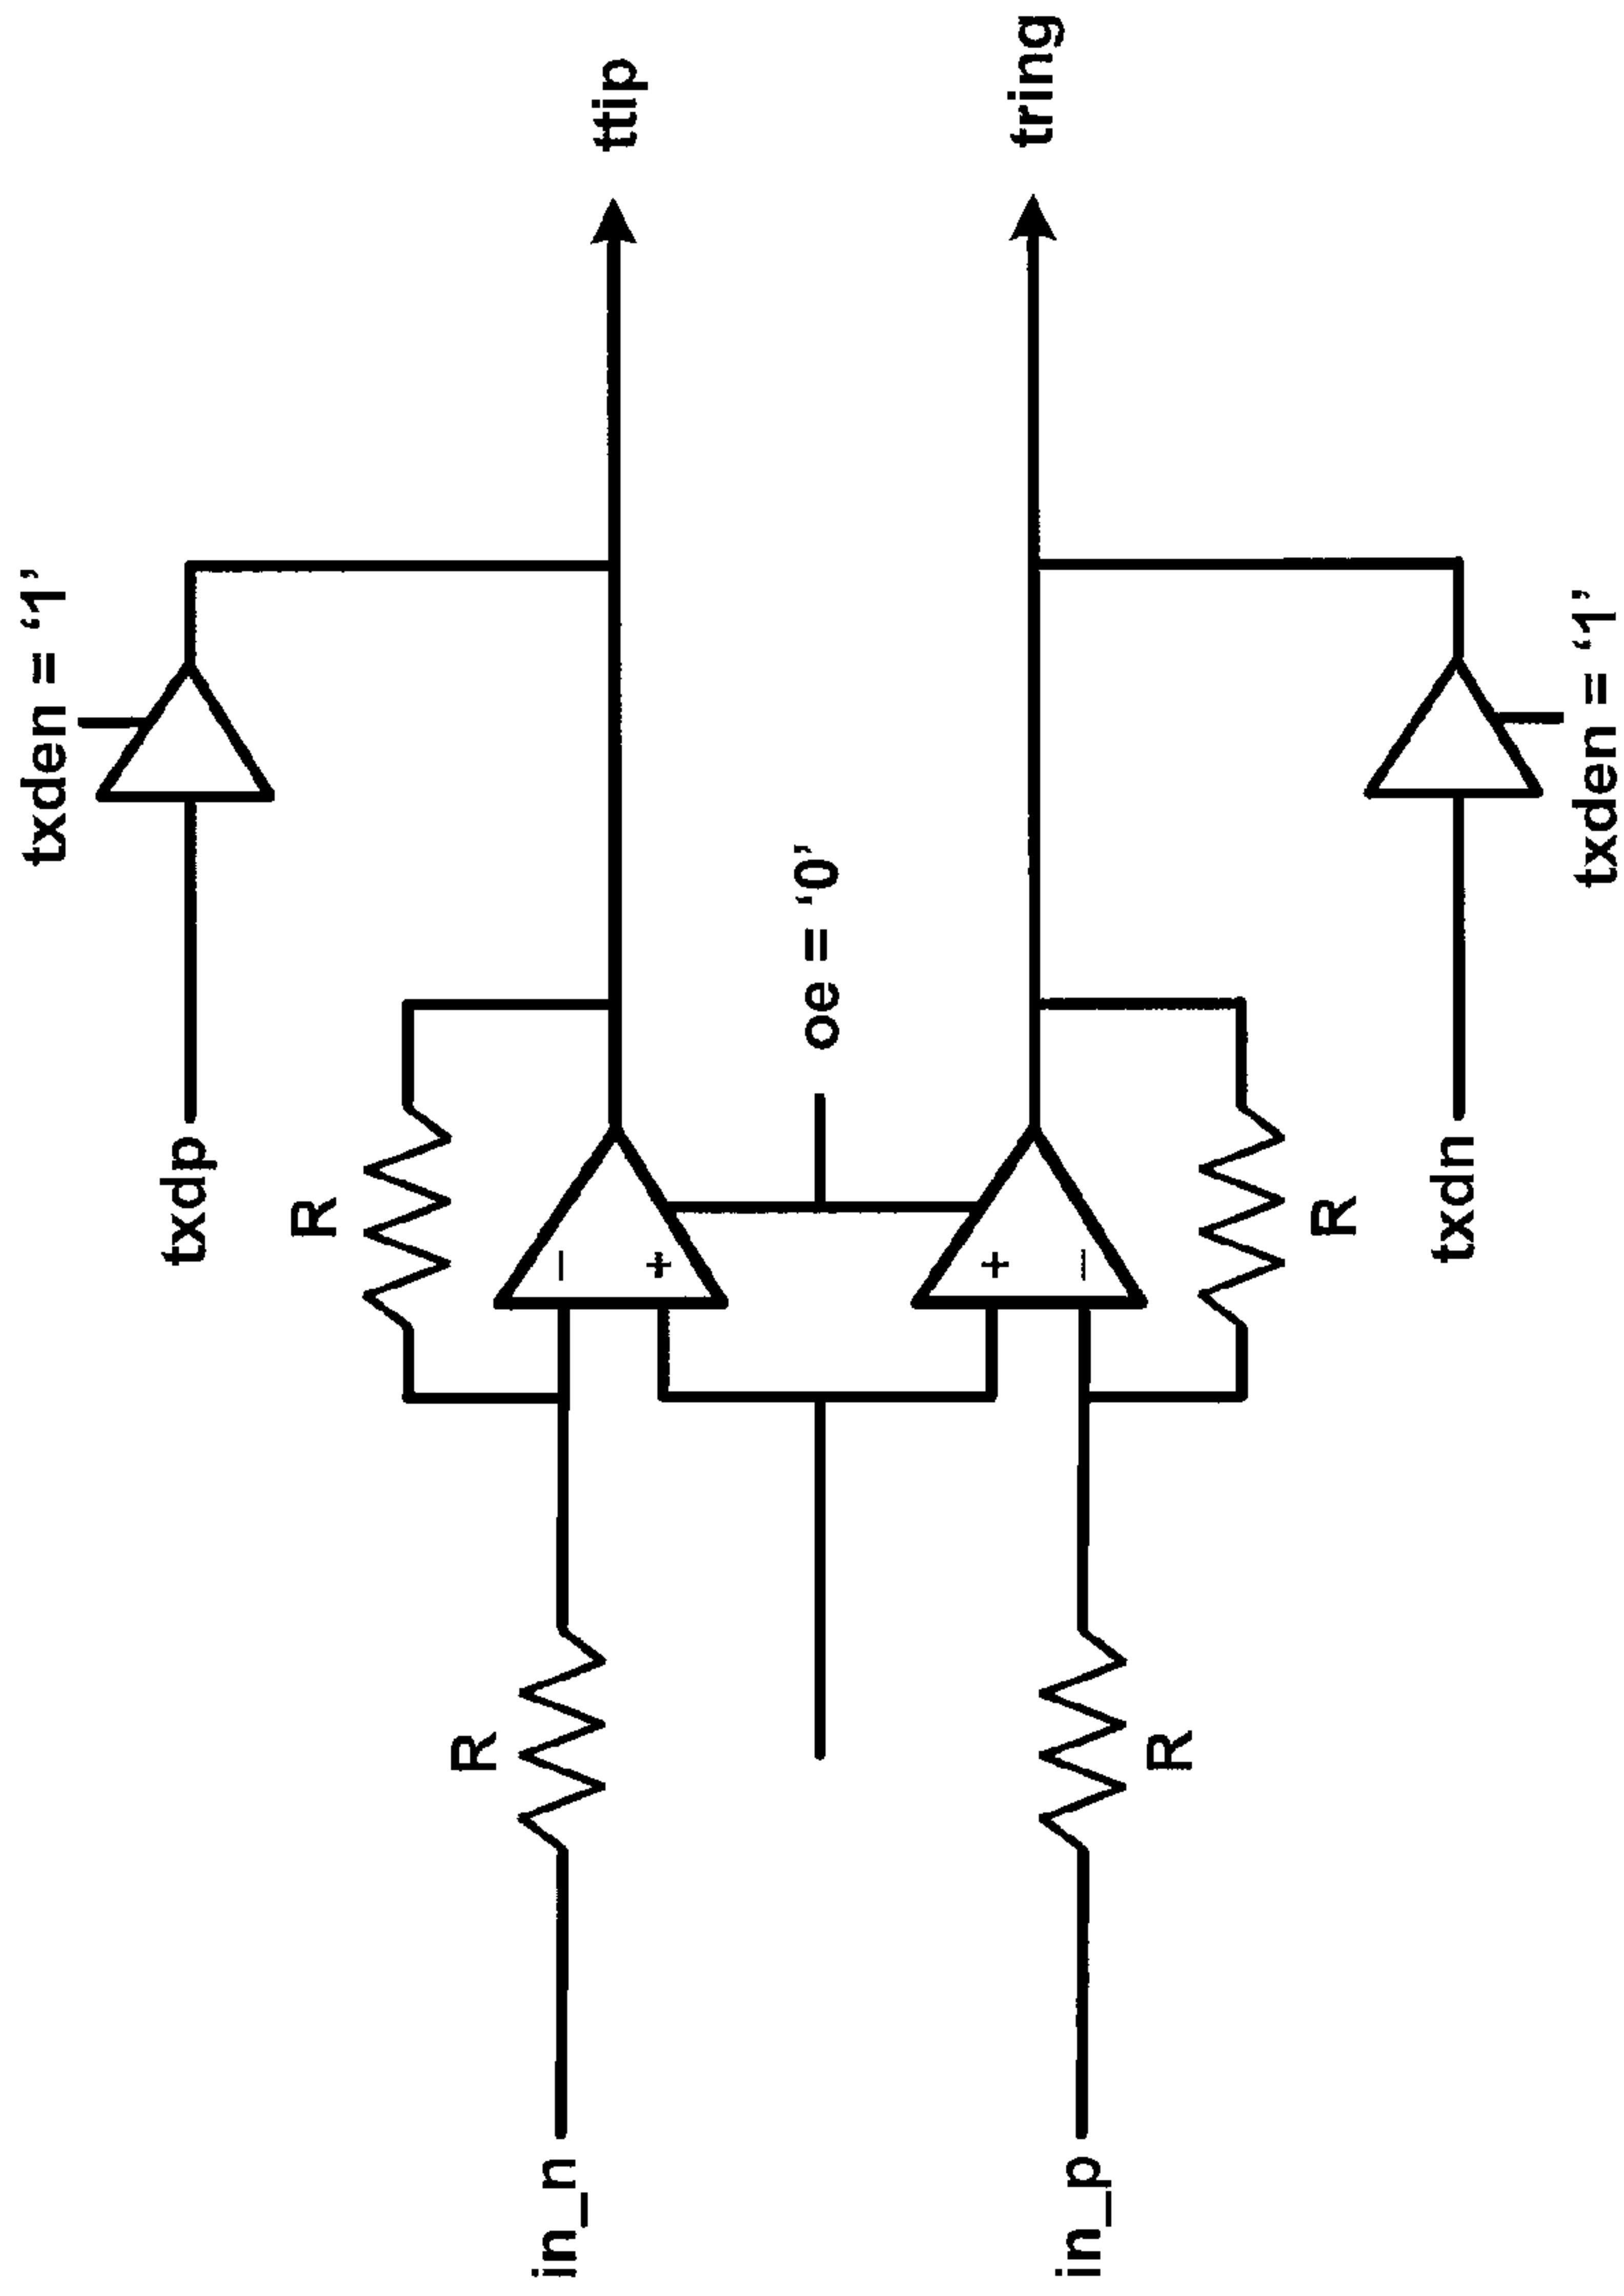 txden = ‘1’
txdp
ttip
R
R
in_n
–
+
oe = ‘0’
+
–
R
R
in_p
tring
txdn
txden = ‘1’